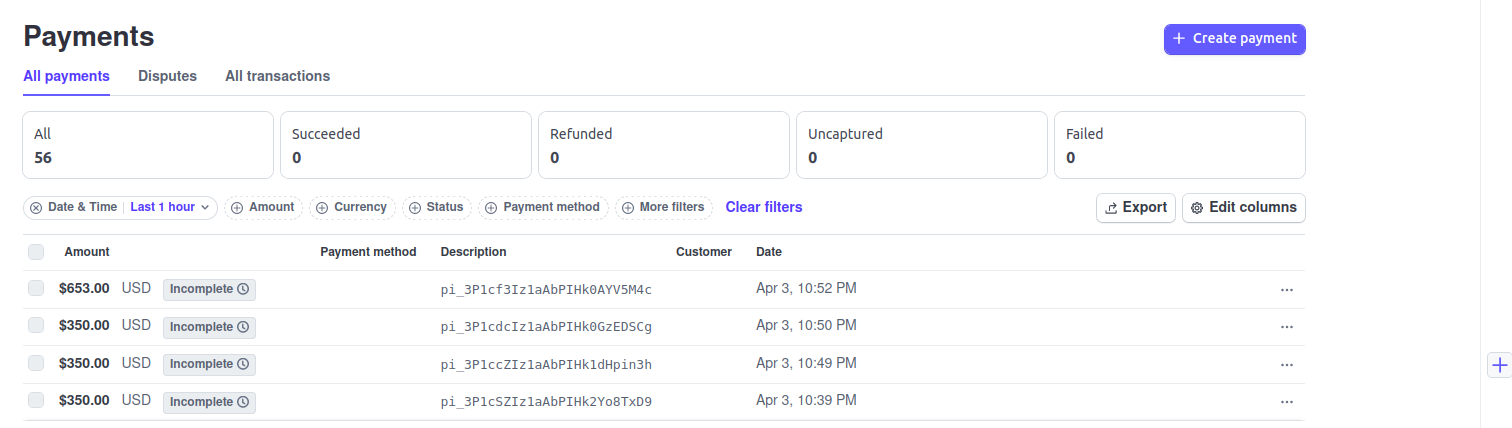 Payments
+ Create payment
All payments Disputes All transactions
All Succeeded Refunded Uncaptured Failed
56 0 0 0 0
Date & Time Last 1 hour Amount Currency Status Payment method More filters Clear filters Export Edit columns
Amount Payment method Description Customer Date
$653.00 USD Incomplete pi_3P1cf3Iz1aAbPIHk0AYV5M4c Apr 3, 10:52 PM ...
$350.00 USD Incomplete pi_3P1cdcIz1aAbPIHk0GzEDSCg Apr 3, 10:50 PM ...
$350.00 USD Incomplete pi_3P1ccZIz1aAbPIHk1dHpin3h Apr 3, 10:49 PM ...
$350.00 USD Incomplete pi_3P1cSZIz1aAbPIHk2Yo8TxD9 Apr 3, 10:39 PM ...